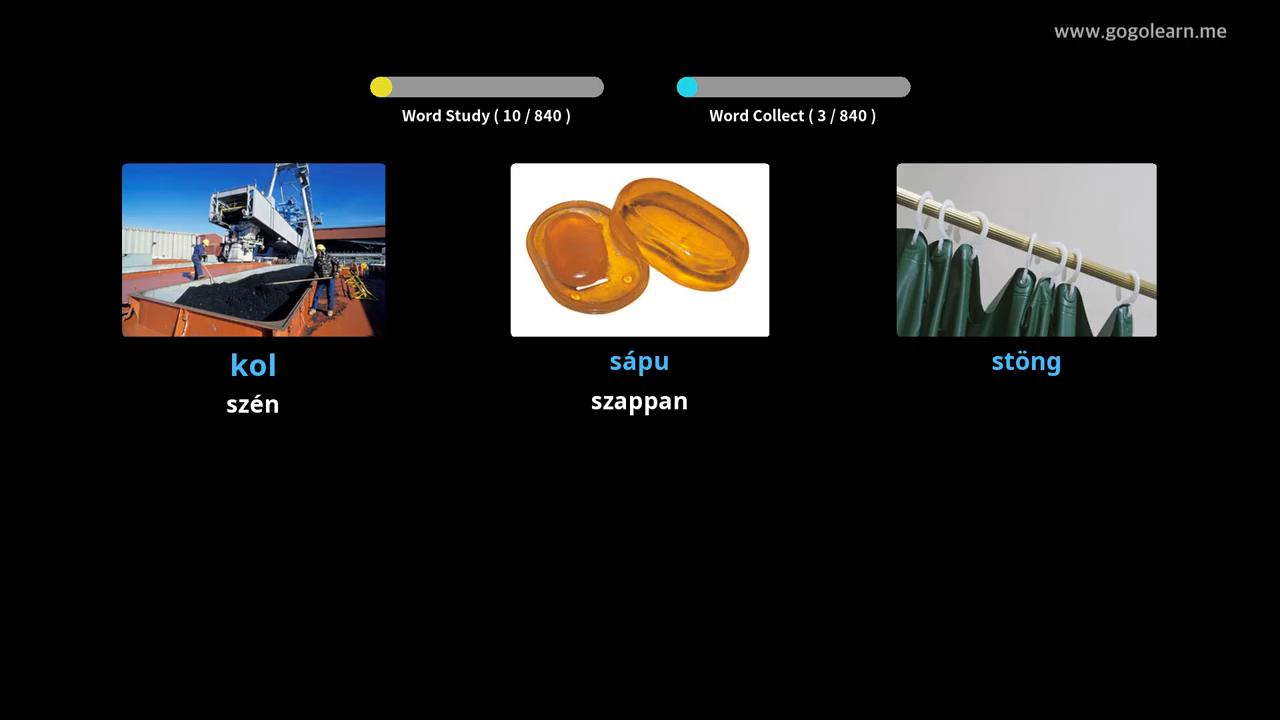 www.gogolearn.me
Word Study ( 10 / 840 )
Word Collect ( 3 / 840 )
kol
szén
sápu
szappan
stöng